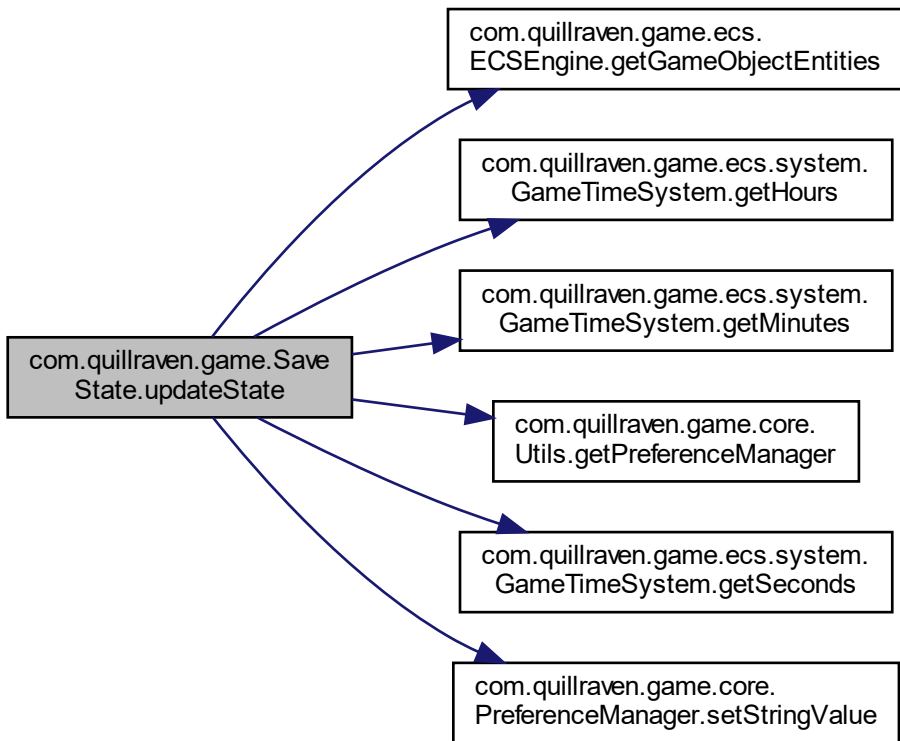 com.quillraven.game.ecs.
ECSEngine.getGameObjectEntities
com.quillraven.game.ecs.system.
GameTimeSystem.getHours
com.quillraven.game.ecs.system.
GameTimeSystem.getMinutes
com.quillraven.game.Save
State.updateState
com.quillraven.game.core.
Utils.getPreferenceManager
com.quillraven.game.ecs.system.
GameTimeSystem.getSeconds
com.quillraven.game.core.
PreferenceManager.setStringValue